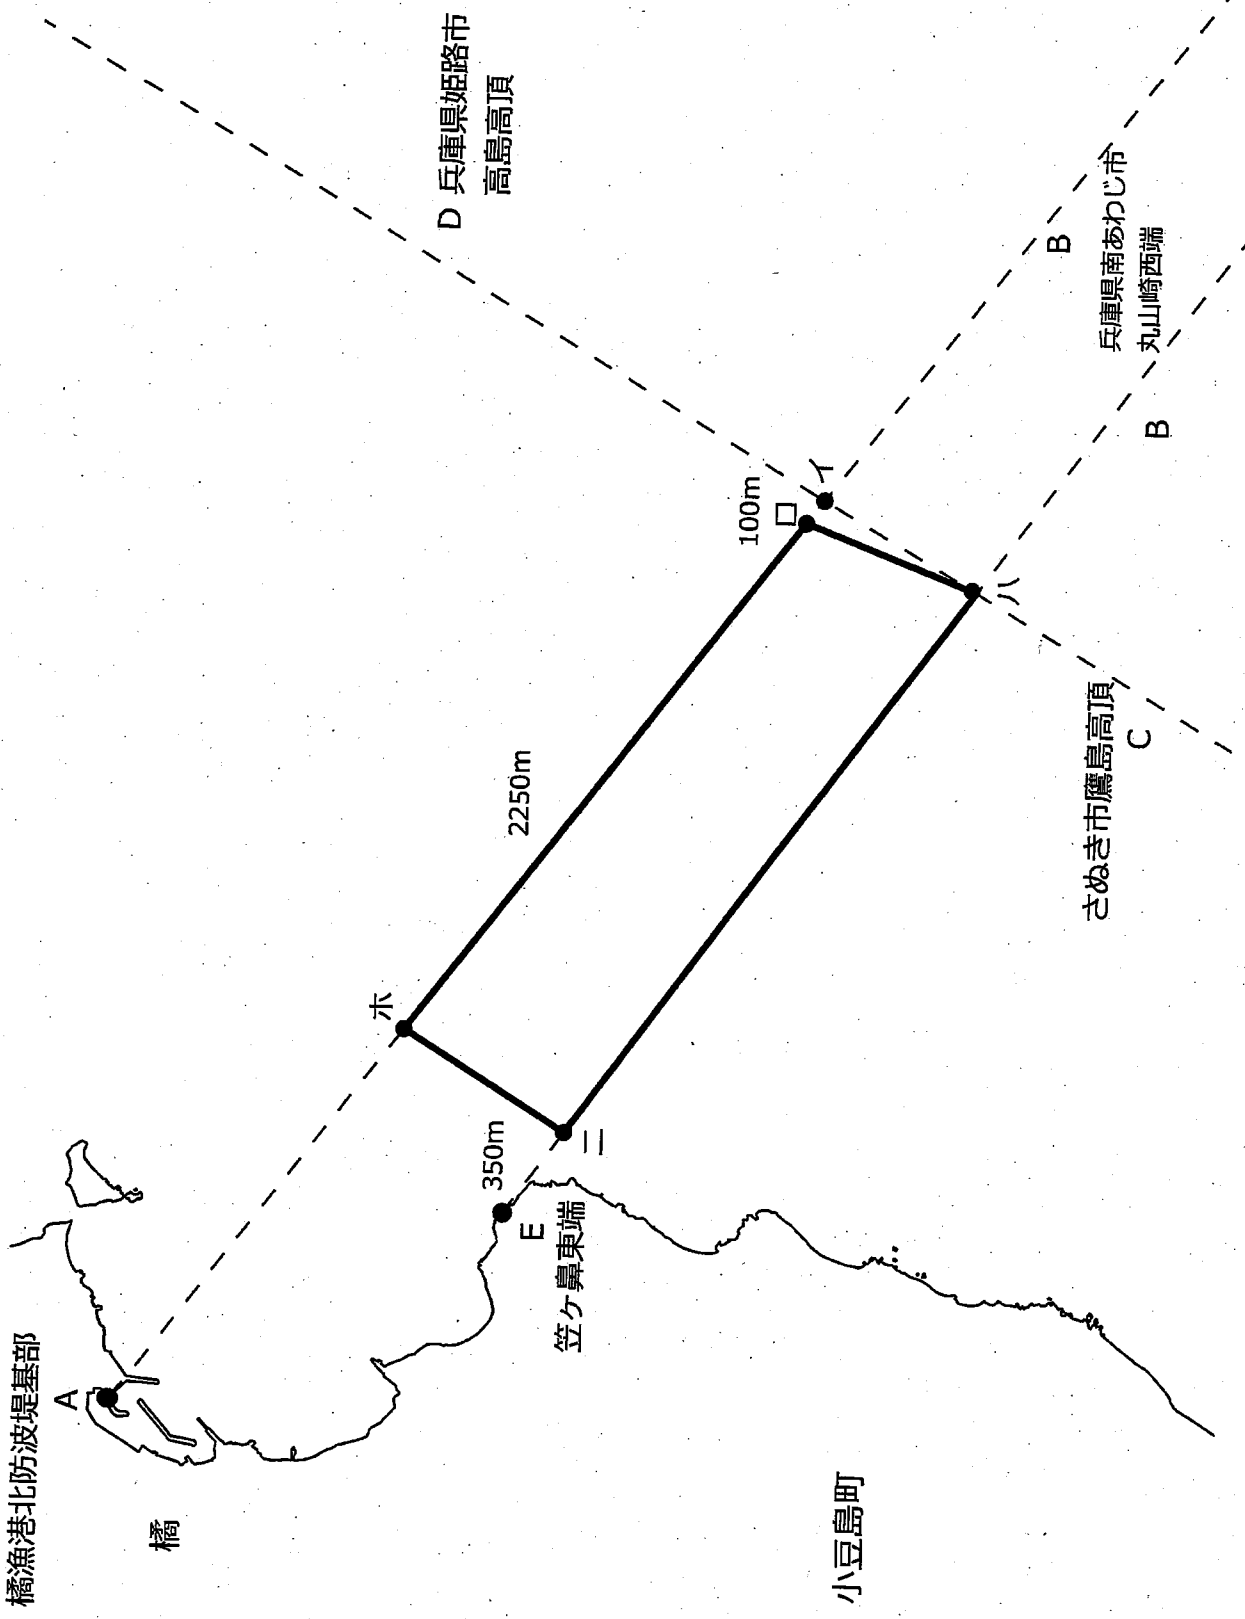 橘漁港北防波堤基部
A
橘
ホ
2250m
350m
E
笠ケ鼻東端
ニ
小豆島町
D 兵庫県姫路市
高島高頂
100m
ロ
イ
ハ
B
兵庫県南あわじ市
丸山崎西端
B
さぬき市鷹島高頂
C